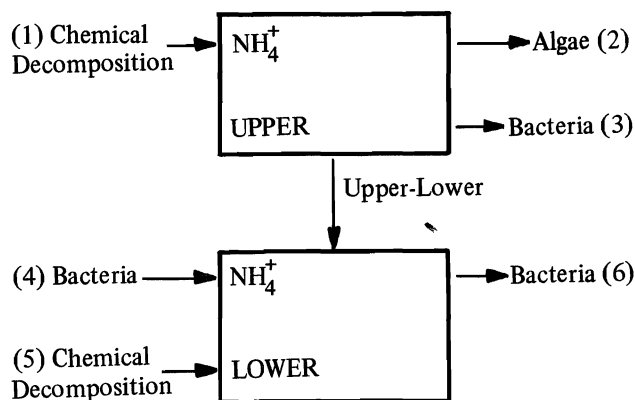 (1) Chemical
Decomposition
NH₄⁺
Algae (2)
UPPER
Bacteria (3)
Upper-Lower
(4) Bacteria
NH₄⁺
Bacteria (6)
(5) Chemical
Decomposition
LOWER